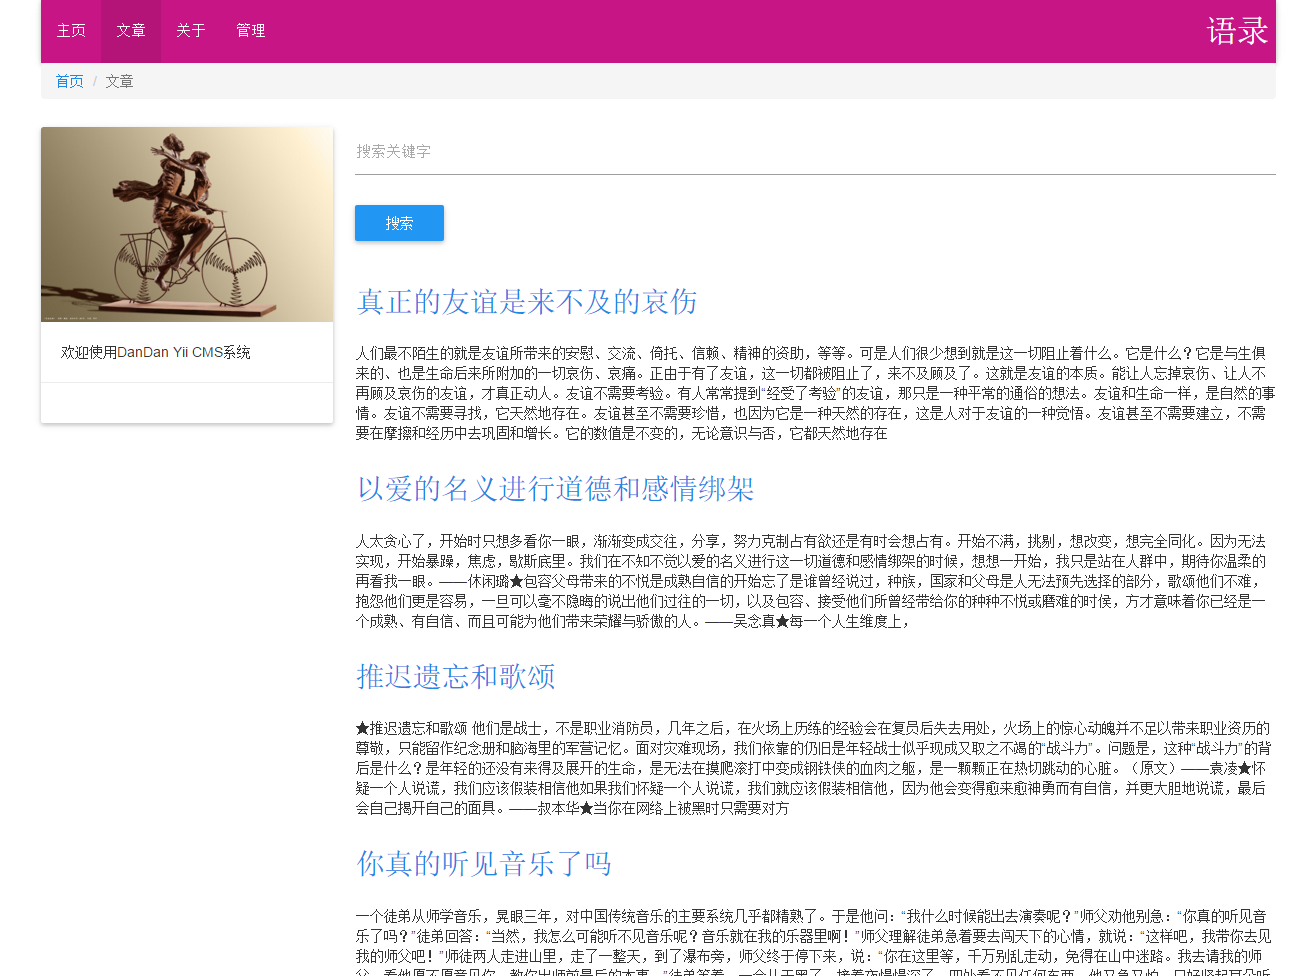 主页 文章 关于 管理 语录
首页 / 文章
搜索关键字
搜索
欢迎使用DanDan Yii CMS系统
真正的友谊是来不及的哀伤
人们最不陌生的就是友谊所带来的安慰、交流、倚托、信赖、精神的资助，等等。可是人们很少想到就是这一切阻止着什么。它是什么？它是与生俱
来的、也是生命后来所附加的一切哀伤、哀痛。正由于有了友谊，这一切都被阻止了，来不及顾及了。这就是友谊的本质。能让人忘掉哀伤、让人不
再顾及哀伤的友谊，才真正动人。友谊不需要考验。有人常常提到“经受了考验”的友谊，那只是一种平常的通俗的想法。友谊和生命一样，是自然的事
情。友谊不需要寻找，它天然地存在。友谊甚至不需要珍惜，也因为它是一种天然的存在，这是人对于友谊的一种觉悟。友谊甚至不需要建立，不需
要在摩擦和经历中去巩固和增长。它的数值是不变的，无论意识与否，它都天然地存在
以爱的名义进行道德和感情绑架
人太贪心了，开始时只想多看你一眼，渐渐变成交往，分享，努力克制占有欲还是有时会想占有。开始不满，挑剔，想改变，想完全同化。因为无法
实现，开始暴躁，焦虑，歇斯底里。我们在不知不觉以爱的名义进行这一切道德和感情绑架的时候，想想一开始，我只是站在人群中，期待你温柔的
再看我一眼。——休闲璐★包容父母带来的不悦是成熟自信的开始忘了是谁曾经说过，种族，国家和父母是人无法预先选择的部分，歌颂他们不难，
抱怨他们更是容易，一旦可以毫不隐晦的说出他们过往的一切，以及包容、接受他们所曾经带给你的种种不悦或磨难的时候，方才意味着你已经是一
个成熟、有自信、而且可能为他们带来荣耀与骄傲的人。——吴念真★每一个人生维度上，
推迟遗忘和歌颂
★推迟遗忘和歌颂 他们是战士，不是职业消防员，几年之后，在火场上历练的经验会在复员后失去用处，火场上的惊心动魄并不足以带来职业资历的
尊敬，只能留作纪念册和脑海里的军营记忆。面对灾难现场，我们依靠的仍旧是年轻战士似乎现成又取之不竭的“战斗力”。问题是，这种“战斗力”的背
后是什么？是年轻的还没有来得及展开的生命，是无法在摸爬滚打中变成钢铁侠的血肉之躯，是一颗颗正在热切跳动的心脏。（原文）——袁凌★怀
疑一个人说谎，我们应该假装相信他如果我们怀疑一个人说谎，我们就应该假装相信他，因为他会变得愈来愈神勇而有自信，并更大胆地说谎，最后
会自己揭开自己的面具。——叔本华★当你在网络上被黑时只需要对方
你真的听见音乐了吗
一个徒弟从师学音乐，晃眼三年，对中国传统音乐的主要系统几乎都精熟了。于是他问：“我什么时候能出去演奏呢？”师父劝他别急：“你真的听见音
乐了吗？”徒弟回答：“当然，我怎么可能听不见音乐呢？音乐就在我的乐器里啊！”师父理解徒弟急着要去闯天下的心情，就说：“这样吧，我带你去见
我的师父吧！”师徒两人走进山里，走了一整天，到了瀑布旁，师父终于停下来，说：“你在这里等，千万别乱走动，免得在山中迷路。我去请我的师